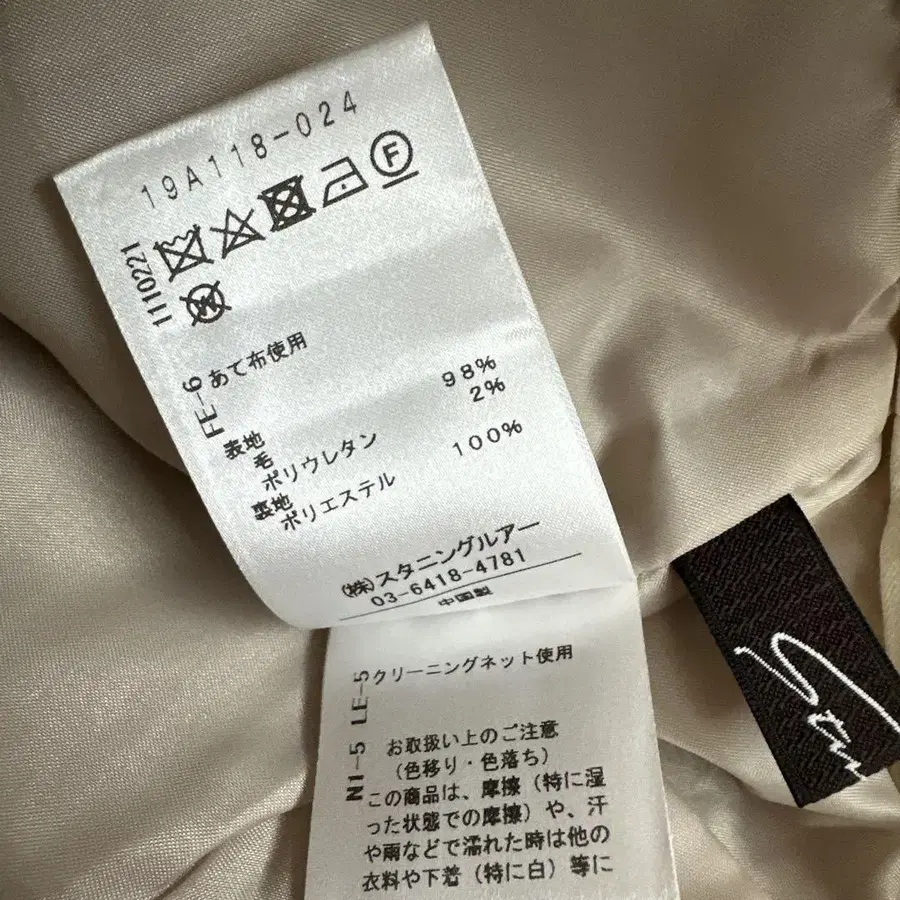 19A118-024
1110221
F
W
FE-6
あて布使用
表地
毛 98%
ポリウレタン 2%
裏地
ポリエステル 100%
(株)スタニングルアー
03-6418-4781
中国製
LE-5
クリーニングネット使用
NI-5
お取扱い上のご注意
(色移り・色落ち)
この商品は、摩擦(特に湿
った状態での摩擦)や、汗
や雨などで濡れた時は他の
衣料や下着(特に白)等に